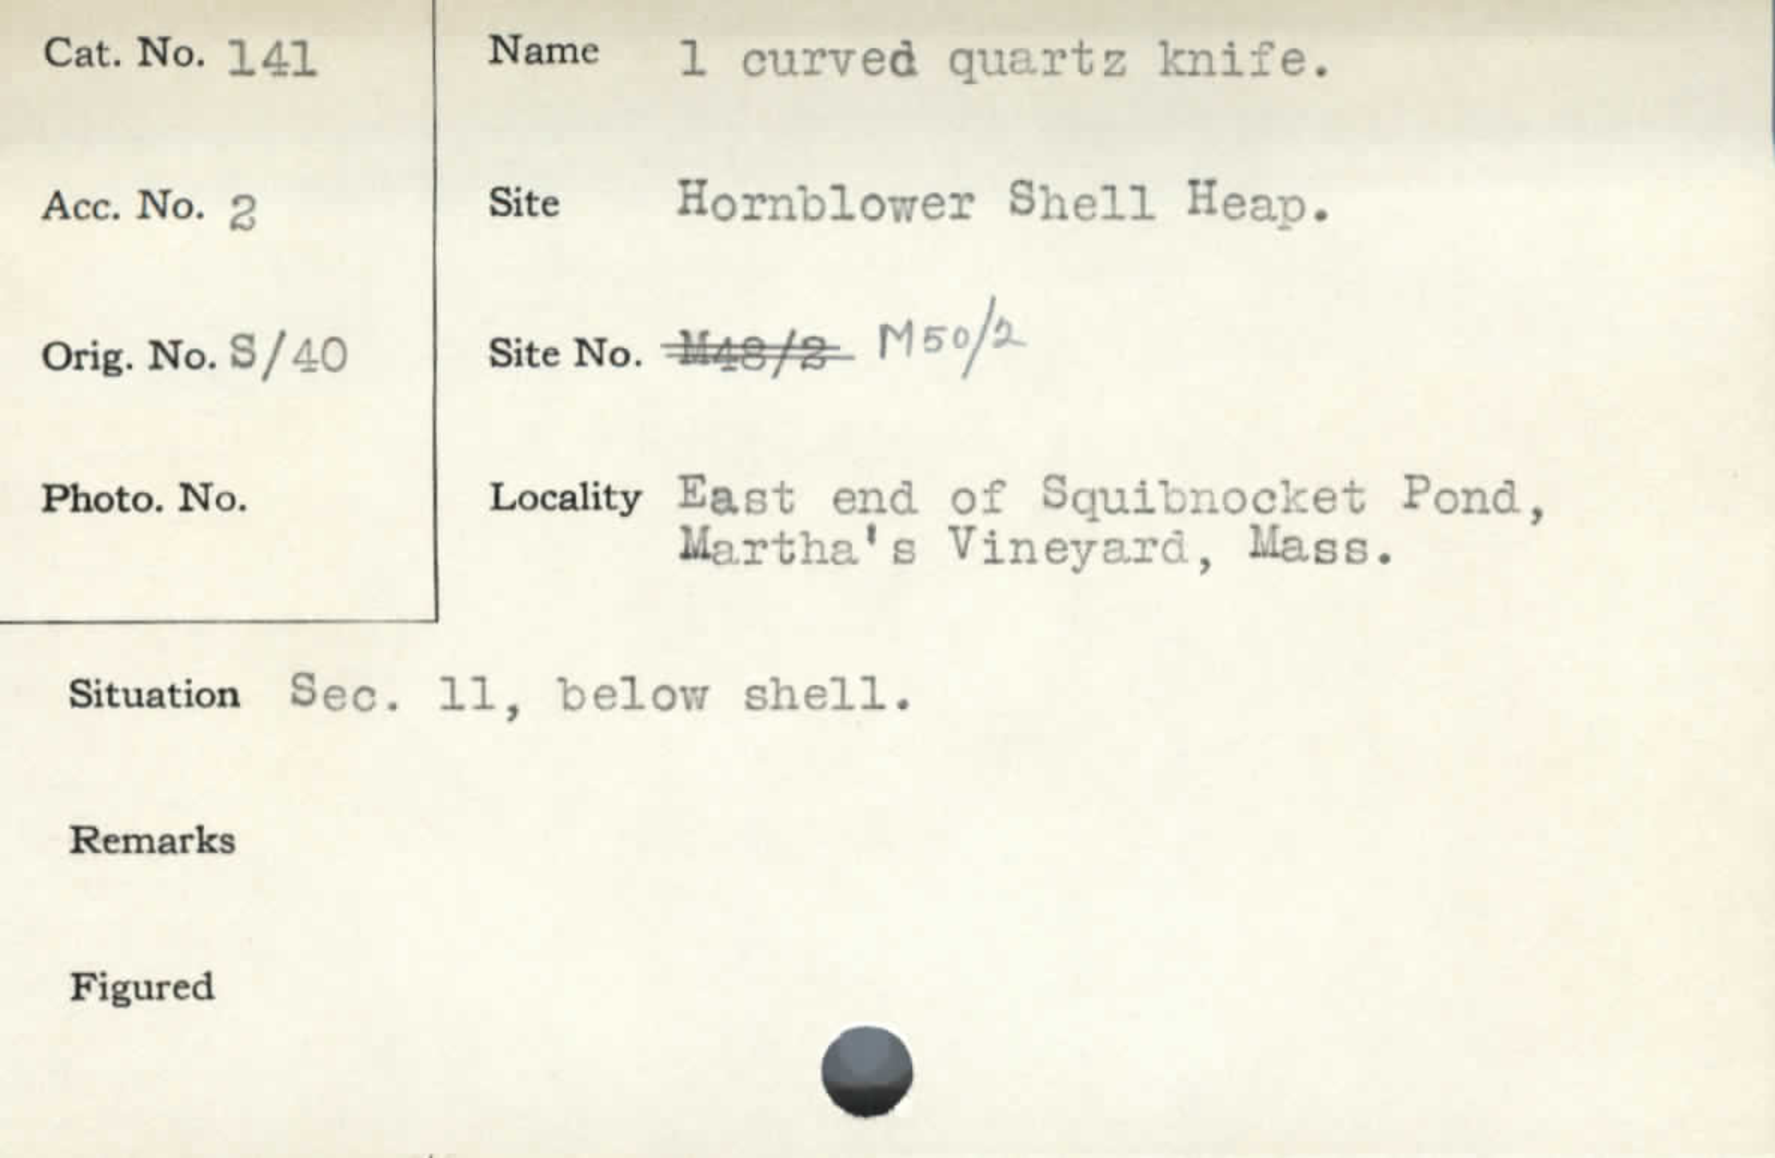 Cat. No. 141
Name 1 curved quartz knife.
Acc. No. 2
Site Hornblower Shell Heap.
Orig. No. S/40
Site No. M48/2 M50/2
Photo. No.
Locality East end of Squibnocket Pond,
Martha's Vineyard, Mass.
Situation Sec. 11, below shell.
Remarks
Figured